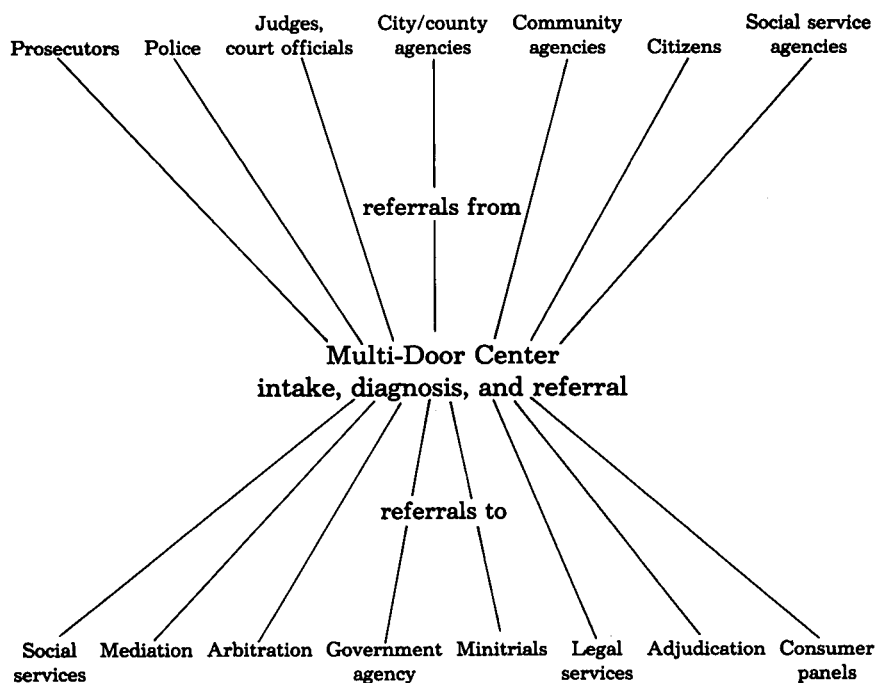 Prosecutors
Police
Judges,
court officials
City/county
agencies
Community
agencies
Citizens
Social service
agencies
referrals from
Multi-Door Center
intake, diagnosis, and referral
referrals to
Social
services
Mediation
Arbitration
Government
agency
Minitrials
Legal
services
Adjudication
Consumer
panels